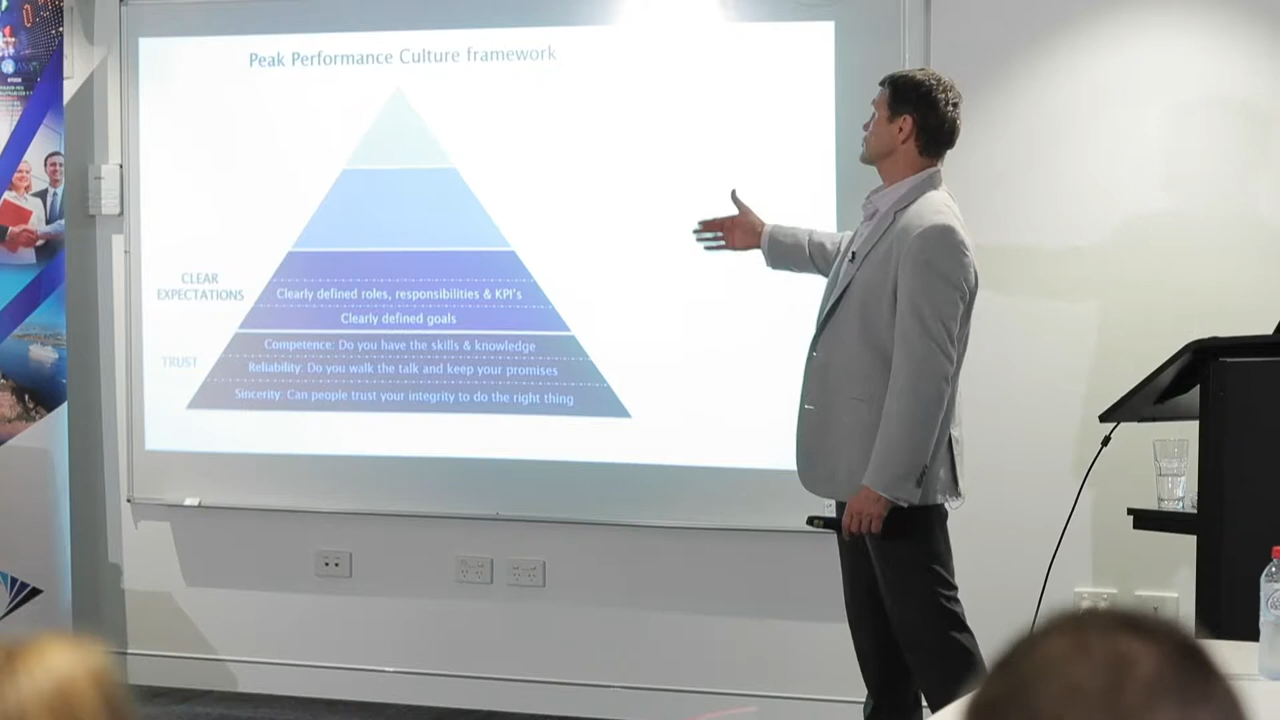 Peak Performance Culture framework
CLEAR
EXPECTATIONS
Clearly defined roles, responsibilities & KPI's
Clearly defined goals
TRUST
Competence: Do you have the skills & knowledge
Reliability: Do you walk the talk and keep your promises
Sincerity: Can people trust your integrity to do the right thing